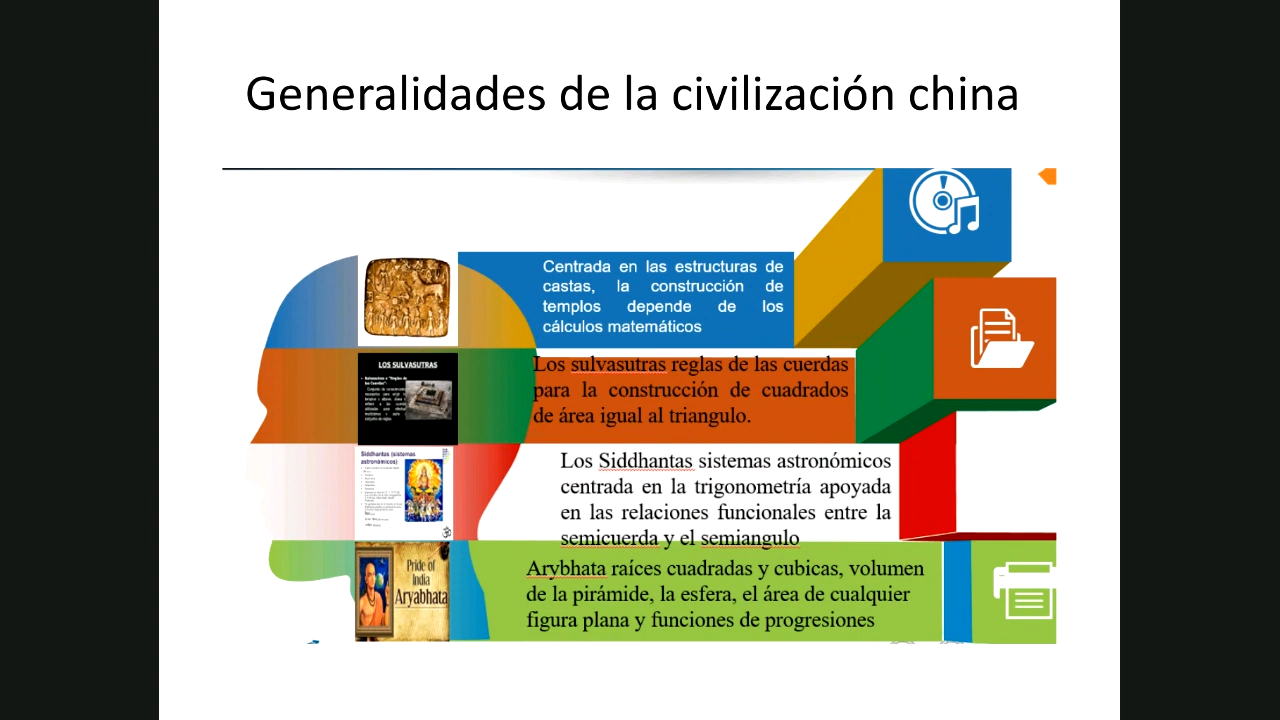 Generalidades de la civilización china
Centrada en las estructuras de
castas, la construcción de
templos depende de los
cálculos matemáticos
LOS SULVASUTRAS
Los sulvasutras reglas de las cuerdas
para la construcción de cuadrados
de área igual al triangulo.
Siddhantas (sistemas
astronómicos)
Los Siddhantas sistemas astronómicos
centrada en la trigonometría apoyada
en las relaciones funcionales entre la
semicuerda y el semiangulo
Pride of
India
Aryabhata
Arybhata raíces cuadradas y cubicas, volumen
de la pirámide, la esfera, el área de cualquier
figura plana y funciones de progresiones